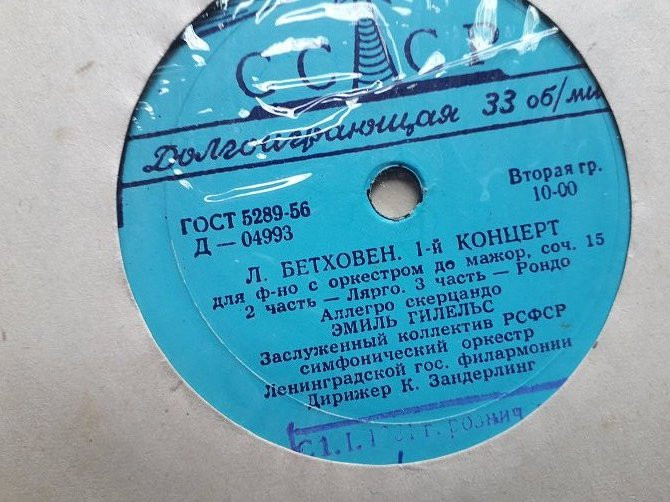 СССР
Долгоиграющая 33 об/мин
Вторая гр.
10-00
ГОСТ 5289-56
Д — 04993
Л. БЕТХОВЕН. 1-й КОНЦЕРТ
для ф-но с оркестром до мажор, соч. 15
2 часть — Лярго. 3 часть — Рондо
Аллегро скерцандо
ЭМИЛЬ ГИЛЕЛЬС
Заслуженный коллектив РСФСР
симфонический оркестр
Ленинградской гос. филармонии
Дирижер К. Зандерлинг
С 1.I.